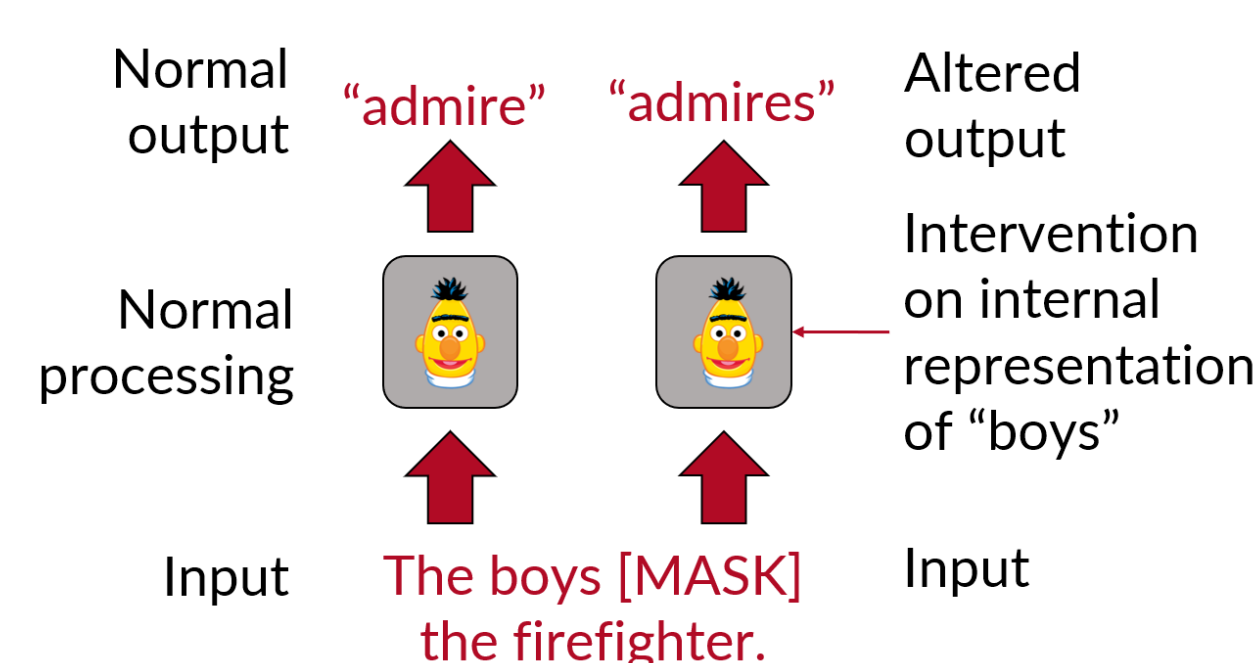 Normal
output
“admire”
“admires”
Altered
output
Normal
processing
Intervention
on internal
representation
of “boys”
Input
The boys [MASK]
the firefighter.
Input